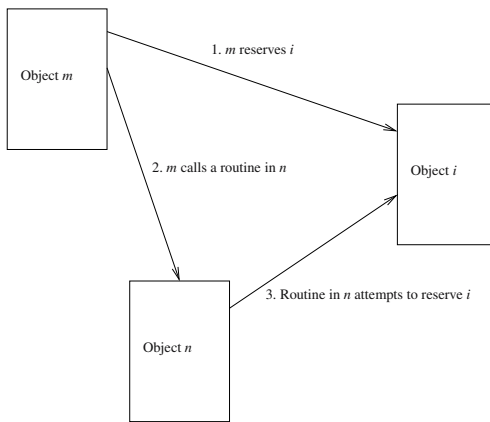 1. m reserves i
Object m
2. m calls a routine in n
Object i
3. Routine in n attempts to reserve i
Object n